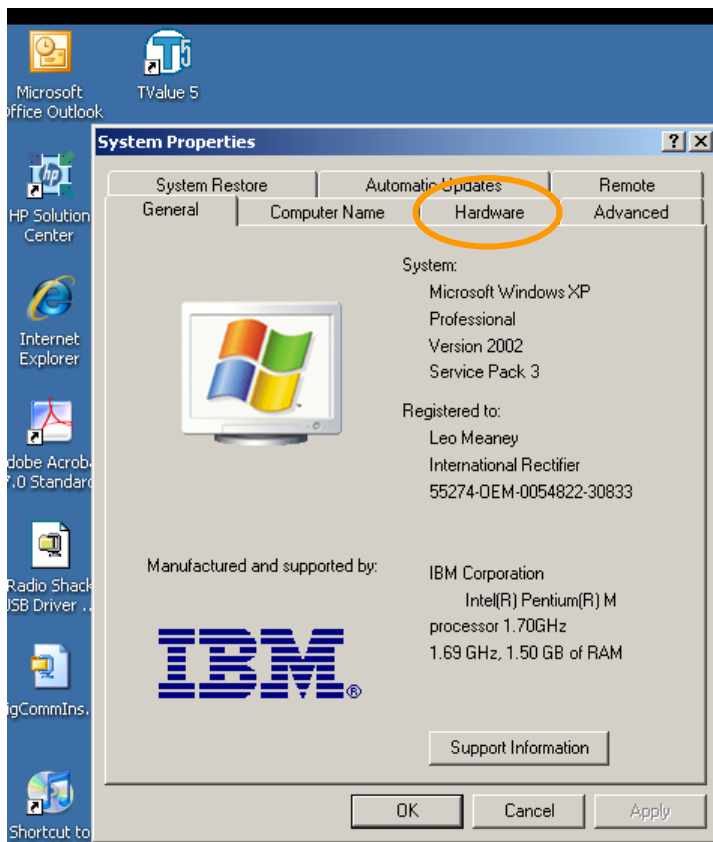 Microsoft
Office Outlook
TValue 5
HP Solution
Center
Internet
Explorer
dobe Acrob
7.0 Standard
Radio Shack
USB Driver ..
igCommIns.
Shortcut to
System Properties
System Restore
Automatic Updates
Remote
General
Computer Name
Hardware
Advanced
System:
Microsoft Windows XP
Professional
Version 2002
Service Pack 3
Registered to:
Leo Meaney
International Rectifier
55274-OEM-0054822-30833
Manufactured and supported by:
IBM®
IBM Corporation
Intel(R) Pentium(R) M
processor 1.70GHz
1.69 GHz, 1.50 GB of RAM
Support Information
OK
Cancel
Apply